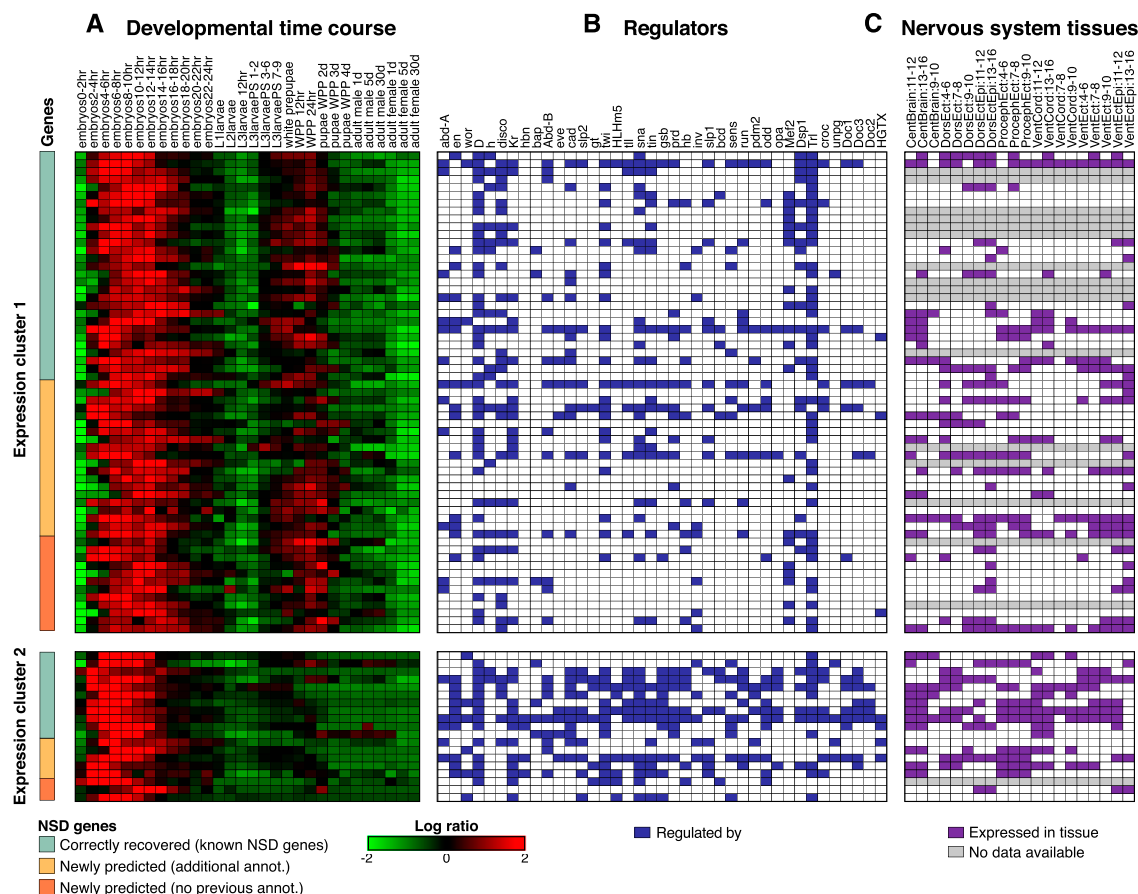 A Developmental time course
B Regulators
C Nervous system tissues
Genes
embryos0-2hr
embryos2-4hr
embryos4-6hr
embryos6-8hr
embryos8-10hr
embryos10-12hr
embryos12-14hr
embryos14-16hr
embryos16-18hr
embryos18-20hr
embryos20-22hr
embryos22-24hr
L1larvae
L2larvae
L3larvae 12hr
L3larvaePS 1-2
L3larvaePS 3-6
L3larvaePS 7-9
white prepupae
WPP 12hr
WPP 24hr
pupae WPP 2d
pupae WPP 3d
pupae WPP 4d
adult male 1d
adult male 5d
adult male 30d
adult female 1d
adult female 5d
adult female 30d
abd-A
en
wor
D
h
disco
Kr
hbn
bap
Abd-B
eve
cad
slp2
gt
twi
HLHm5
tll
sna
tin
gsb
prd
hb
inv
slp1
bcd
sens
run
pum2
odd
opa
Mef2
Dsp1
Trl
croc
unpg
Doc1
Doc3
Doc2
HGTX
CentBrain:11-12
CentBrain:13-16
CentBrain:9-10
DorsEct:4-6
DorsEct:7-8
DorsEct:9-10
DorsEctEpi:11-12
DorsEctEpi:13-16
ProcephEct:4-6
ProcephEct:7-8
ProcephEct:9-10
VentCord:11-12
VentCord:13-16
VentCord:7-8
VentCord:9-10
VentEct:4-6
VentEct:7-8
VentEct:9-10
VentEctEpi:11-12
VentEctEpi:13-16
Expression cluster 1
Expression cluster 2
NSD genes
Correctly recovered (known NSD genes)
Newly predicted (additional annot.)
Newly predicted (no previous annot.)
Log ratio
-2 0 2
Regulated by
Expressed in tissue
No data available